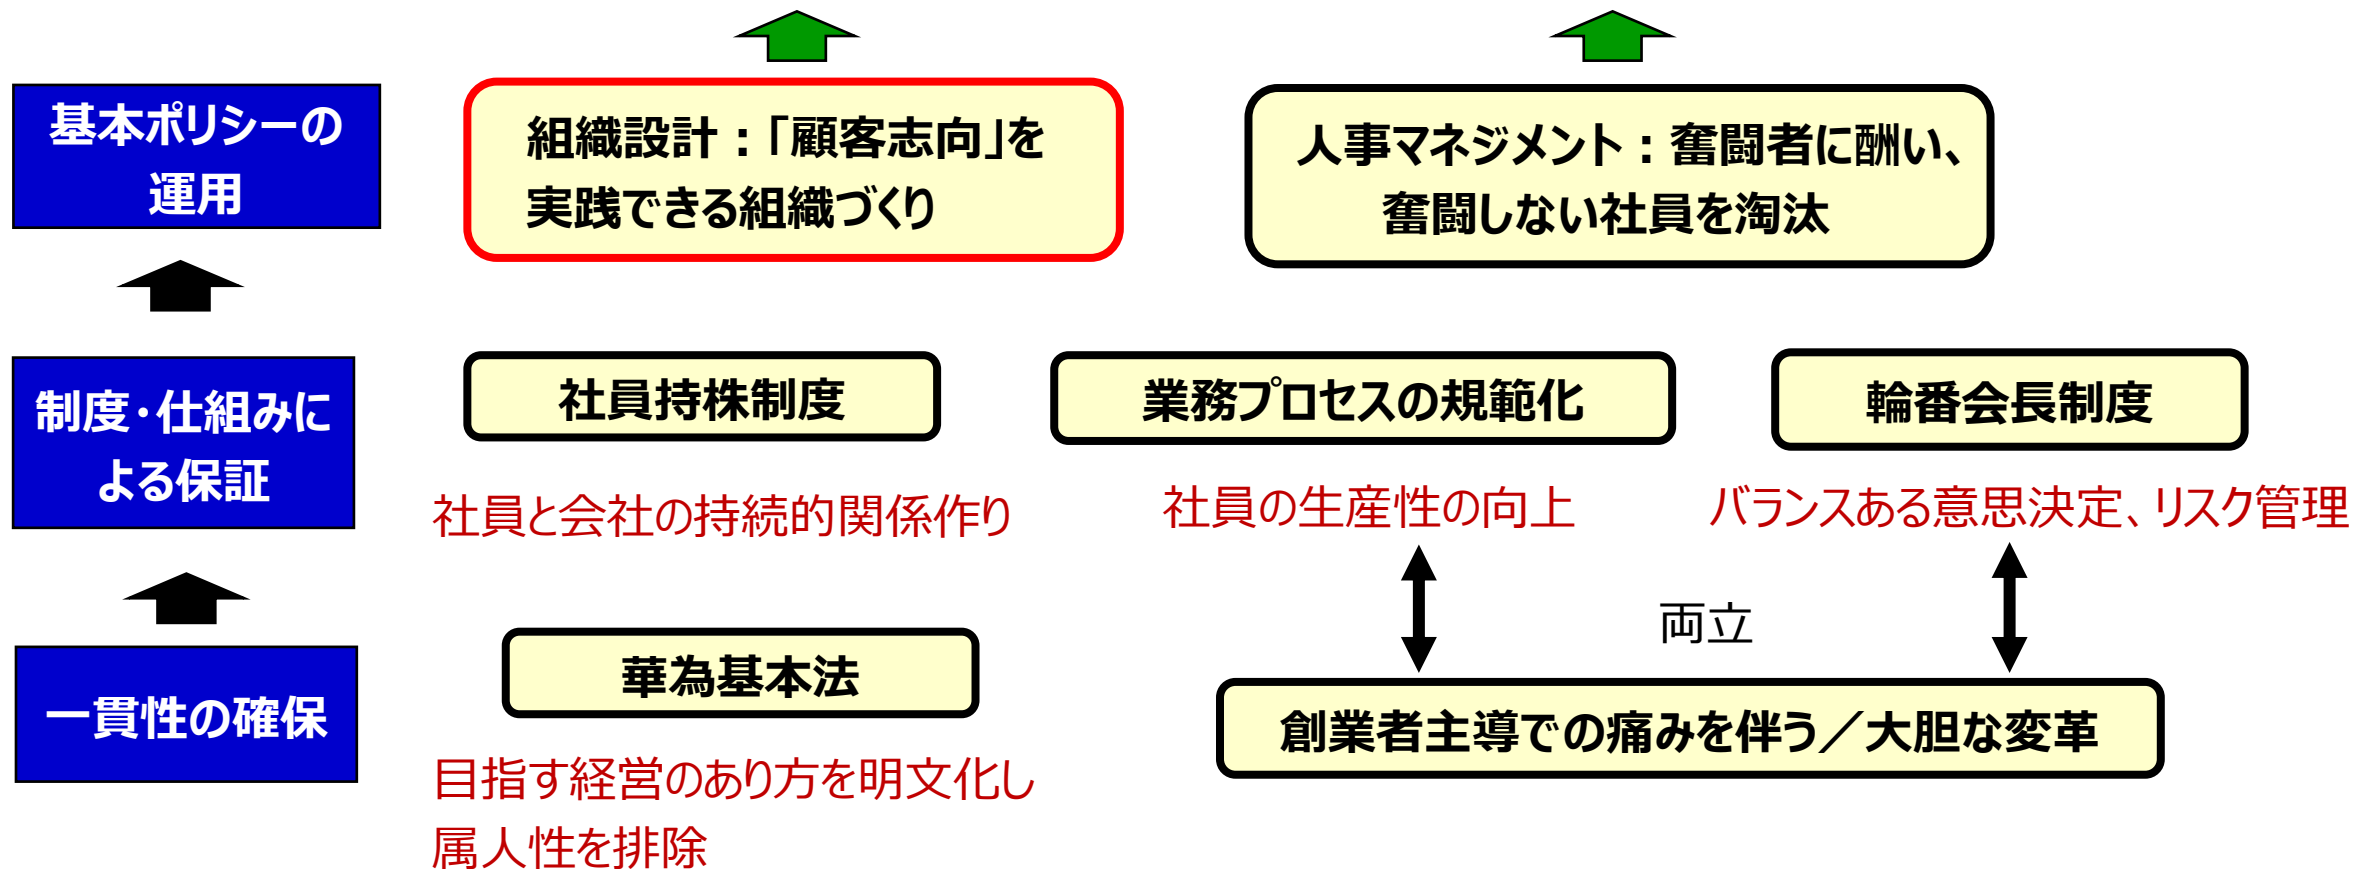 基本ポリシーの
運用
組織設計：「顧客志向」を
実践できる組織づくり
人事マネジメント：奮闘者に酬い、
奮闘しない社員を淘汰
制度・仕組みに
よる保証
社員持株制度
業務プロセスの規範化
輪番会長制度
社員と会社の持続的関係作り
社員の生産性の向上
バランスある意思決定、リスク管理
両立
一貫性の確保
華為基本法
創業者主導での痛みを伴う／大胆な変革
目指す経営のあり方を明文化し
属人性を排除